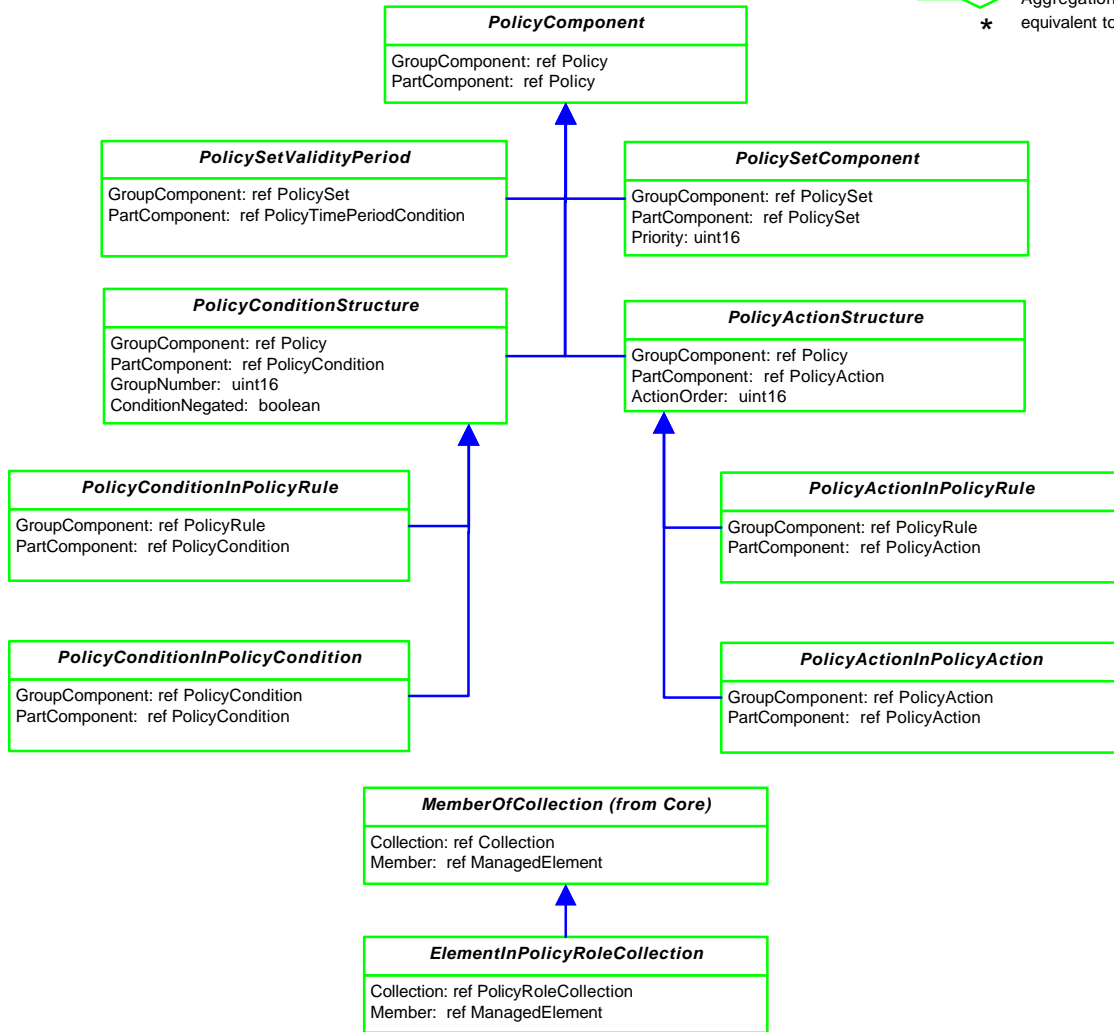 Aggregation
* equivalent to
PolicyComponent
GroupComponent: ref Policy
PartComponent: ref Policy
PolicySetValidityPeriod
GroupComponent: ref PolicySet
PartComponent: ref PolicyTimePeriodCondition
PolicySetComponent
GroupComponent: ref PolicySet
PartComponent: ref PolicySet
Priority: uint16
PolicyConditionStructure
GroupComponent: ref Policy
PartComponent: ref PolicyCondition
GroupNumber: uint16
ConditionNegated: boolean
PolicyActionStructure
GroupComponent: ref Policy
PartComponent: ref PolicyAction
ActionOrder: uint16
PolicyConditionInPolicyRule
GroupComponent: ref PolicyRule
PartComponent: ref PolicyCondition
PolicyActionInPolicyRule
GroupComponent: ref PolicyRule
PartComponent: ref PolicyAction
PolicyConditionInPolicyCondition
GroupComponent: ref PolicyCondition
PartComponent: ref PolicyCondition
PolicyActionInPolicyAction
GroupComponent: ref PolicyAction
PartComponent: ref PolicyAction
MemberOfCollection (from Core)
Collection: ref Collection
Member: ref ManagedElement
ElementInPolicyRoleCollection
Collection: ref PolicyRoleCollection
Member: ref ManagedElement